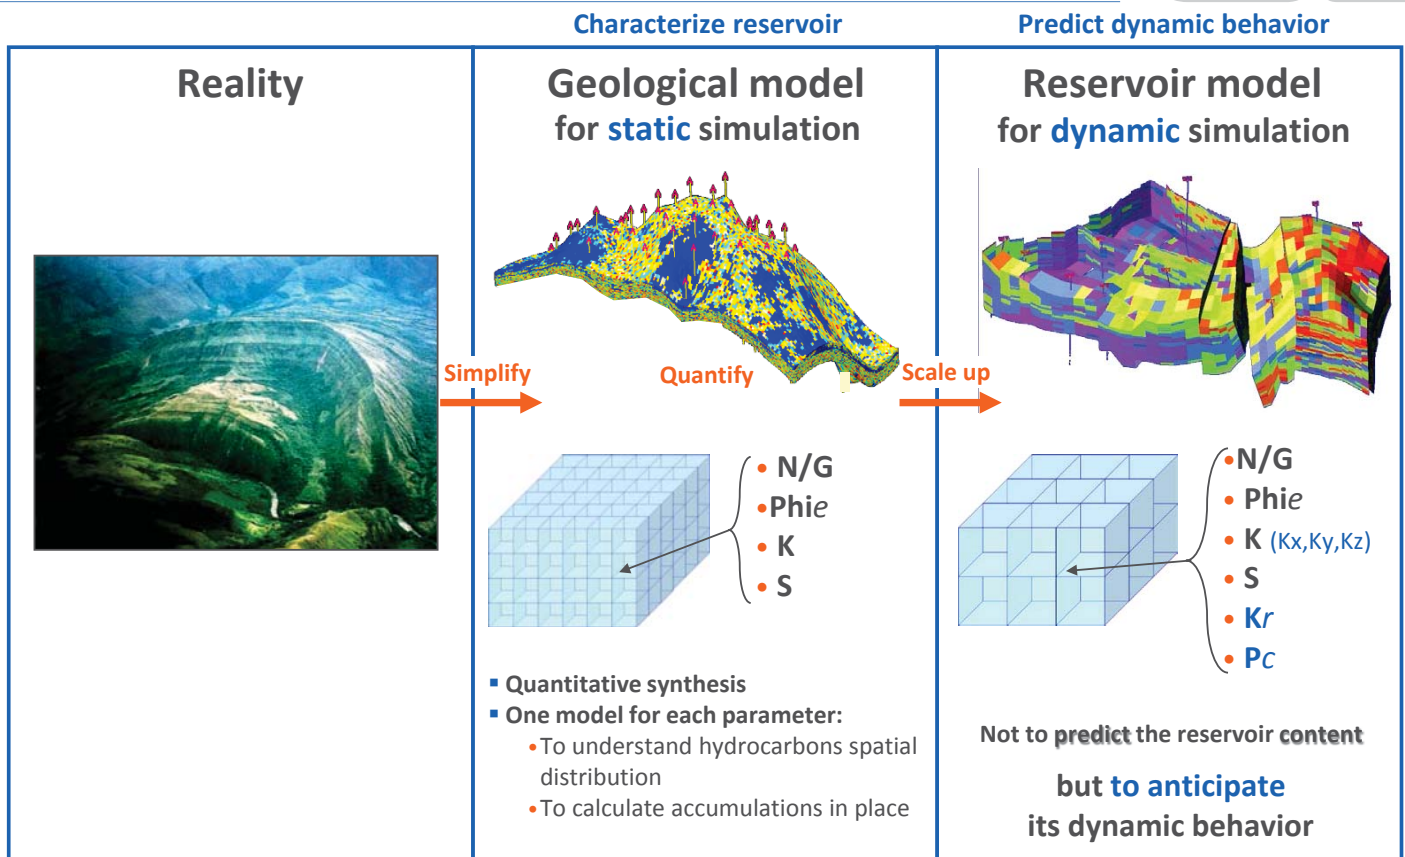 Characterize reservoir
Predict dynamic behavior
Reality
Geological model
for static simulation
Reservoir model
for dynamic simulation
Simplify
Quantify
Scale up
• N/G
•Phie
• K
• S
•N/G
• Phie
• K (Kx,Ky,Kz)
• S
• Kr
• Pc
▪ Quantitative synthesis
▪ One model for each parameter:
•To understand hydrocarbons spatial
distribution
•To calculate accumulations in place
Not to predict the reservoir content
but to anticipate
its dynamic behavior